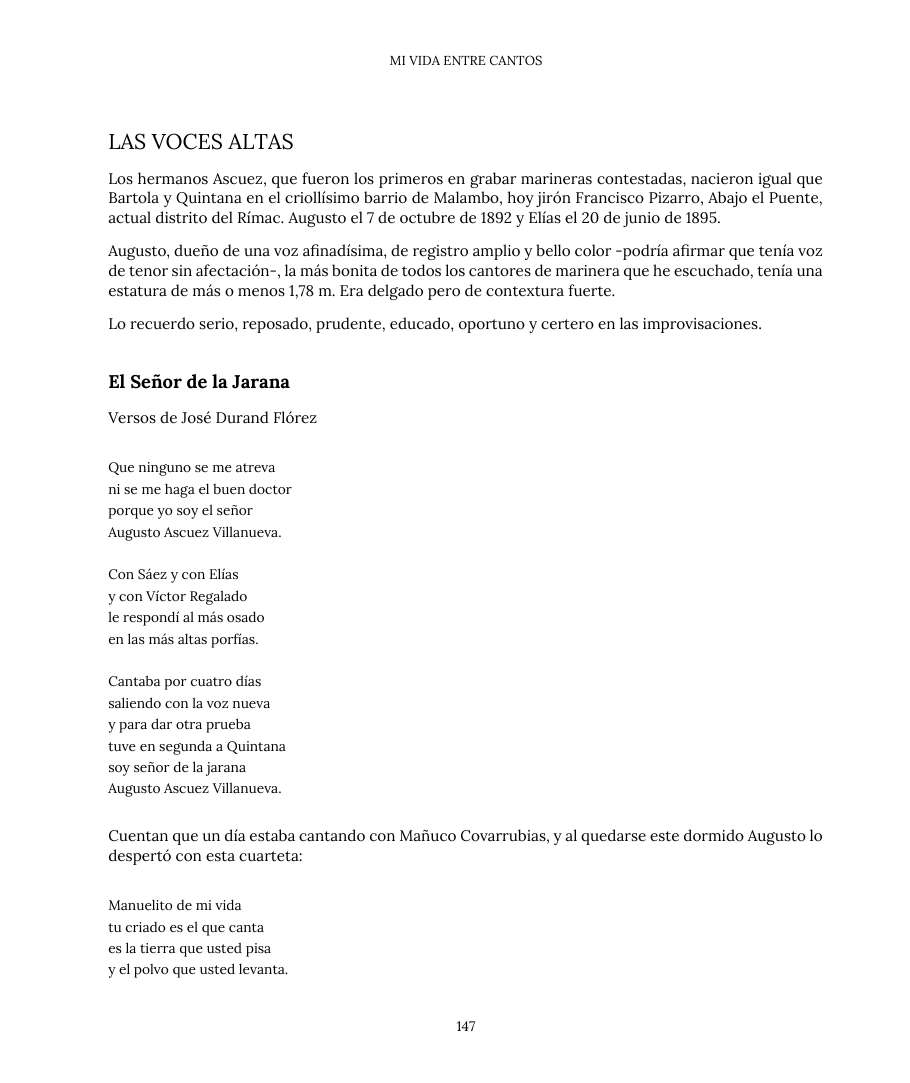 MI VIDA ENTRE CANTOS
LAS VOCES ALTAS
Los hermanos Ascuez, que fueron los primeros en grabar marineras contestadas, nacieron igual que
Bartola y Quintana en el criollísimo barrio de Malambo, hoy jirón Francisco Pizarro, Abajo el Puente,
actual distrito del Rímac. Augusto el 7 de octubre de 1892 y Elías el 20 de junio de 1895.
Augusto, dueño de una voz afinadísima, de registro amplio y bello color -podría afirmar que tenía voz
de tenor sin afectación-, la más bonita de todos los cantores de marinera que he escuchado, tenía una
estatura de más o menos 1,78 m. Era delgado pero de contextura fuerte.
Lo recuerdo serio, reposado, prudente, educado, oportuno y certero en las improvisaciones.
El Señor de la Jarana
Versos de José Durand Flórez
Que ninguno se me atreva
ni se me haga el buen doctor
porque yo soy el señor
Augusto Ascuez Villanueva.
Con Sáez y con Elías
y con Víctor Regalado
le respondí al más osado
en las más altas porfías.
Cantaba por cuatro días
saliendo con la voz nueva
y para dar otra prueba
tuve en segunda a Quintana
soy señor de la jarana
Augusto Ascuez Villanueva.
Cuentan que un día estaba cantando con Mañuco Covarrubias, y al quedarse este dormido Augusto lo
despertó con esta cuarteta:
Manuelito de mi vida
tu criado es el que canta
es la tierra que usted pisa
y el polvo que usted levanta.
147